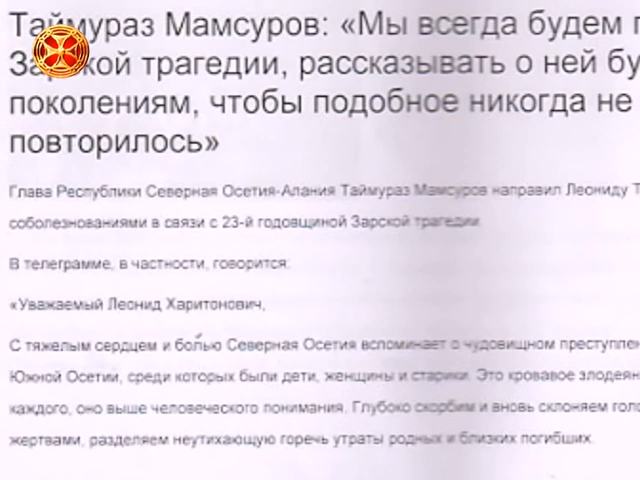 Таймураз Мамсуров: «Мы всегда будем
Зарской трагедии, рассказывать о ней
поколениям, чтобы подобное никогда не
повторилось»
Глава Республики Северная Осетия-Алания Таймураз Мамсуров направил Леониду
соболезнованиями в связи с 23-й годовщиной Зарской трагедии.
В телеграмме, в частности, говорится:
«Уважаемый Леонид Харитонович,
С тяжелым сердцем и болью Северная Осетия вспоминает о чудовищном
Южной Осетии, среди которых были дети, женщины и старики. Это кровавое
каждого, оно выше человеческого понимания. Глубоко скорбим и вновь склоняем
жертвами, разделяем неутихающую горечь утраты родных и близких погибших.